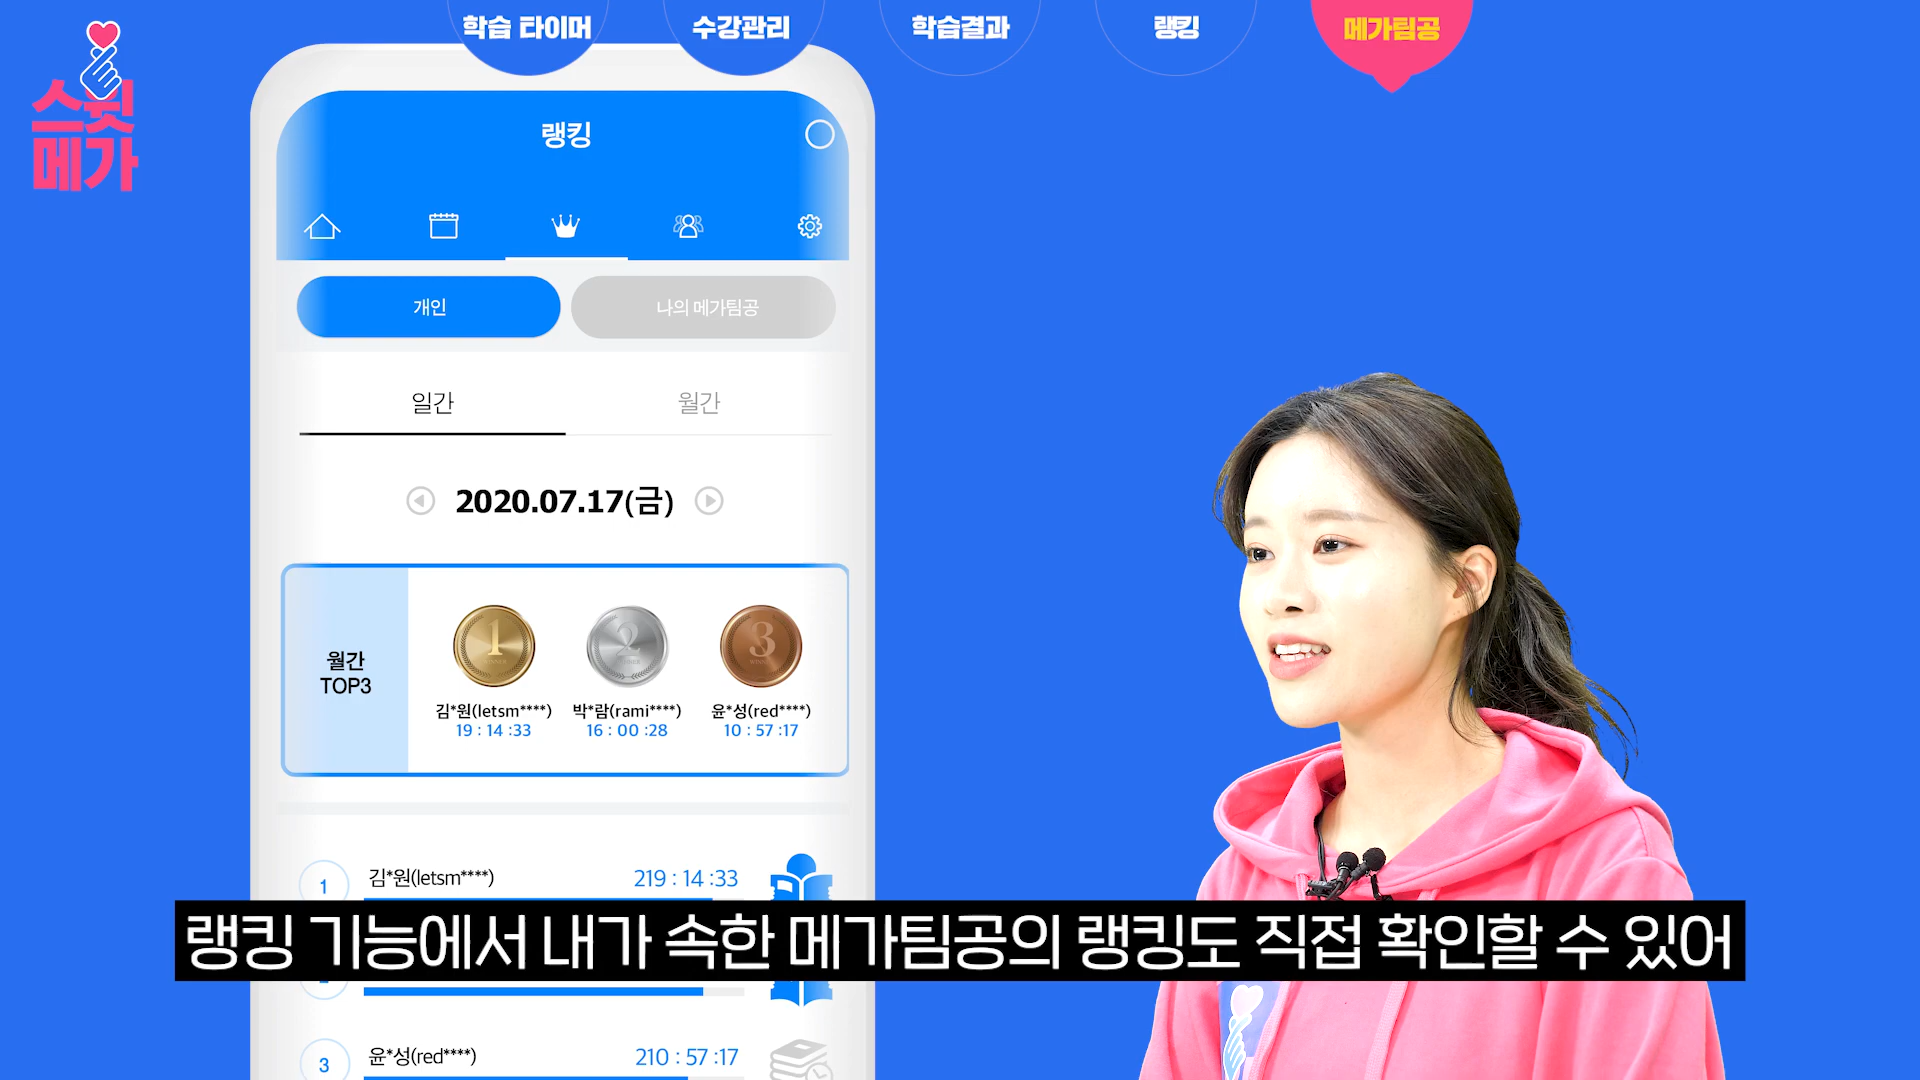 학습 타이머
수강관리
학습결과
랭킹
메가팀공
스윗
메가
랭킹
개인
나의 메가팀공
일간
월간
2020.07.17(금)
월간
TOP3
1
2
3
김*원(letsm****)
박*람(rami****)
윤*성(red****)
19 : 14 :33
16 : 00 :28
10 : 57 :17
1
김*원(letsm****)
219 : 14 :33
랭킹 기능에서 내가 속한 메가팀공의 랭킹도 직접 확인할 수 있어
3
윤*성(red****)
210 : 57 :17